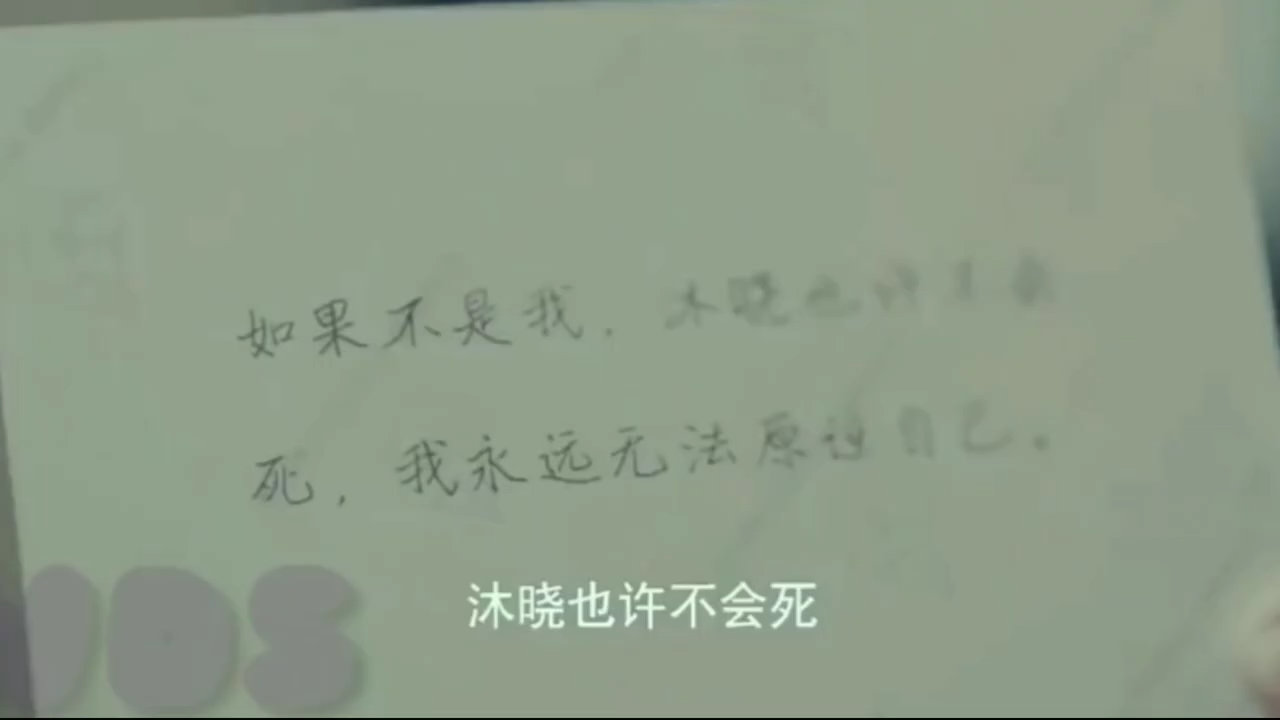 如果不是我，沐晓也许不会
死，我永远无法原谅自己。
沐晓也许不会死